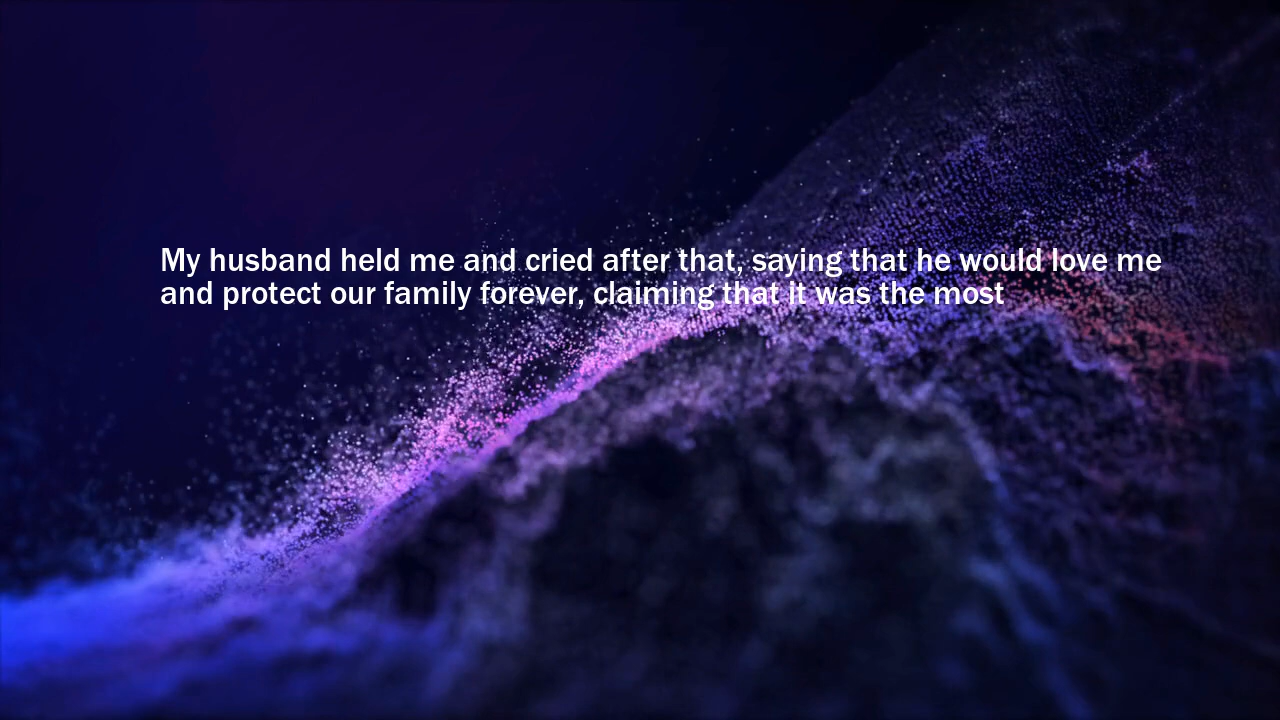 My husband held me and cried after that, saying that he would love me
and protect our family forever, claiming that it was the most